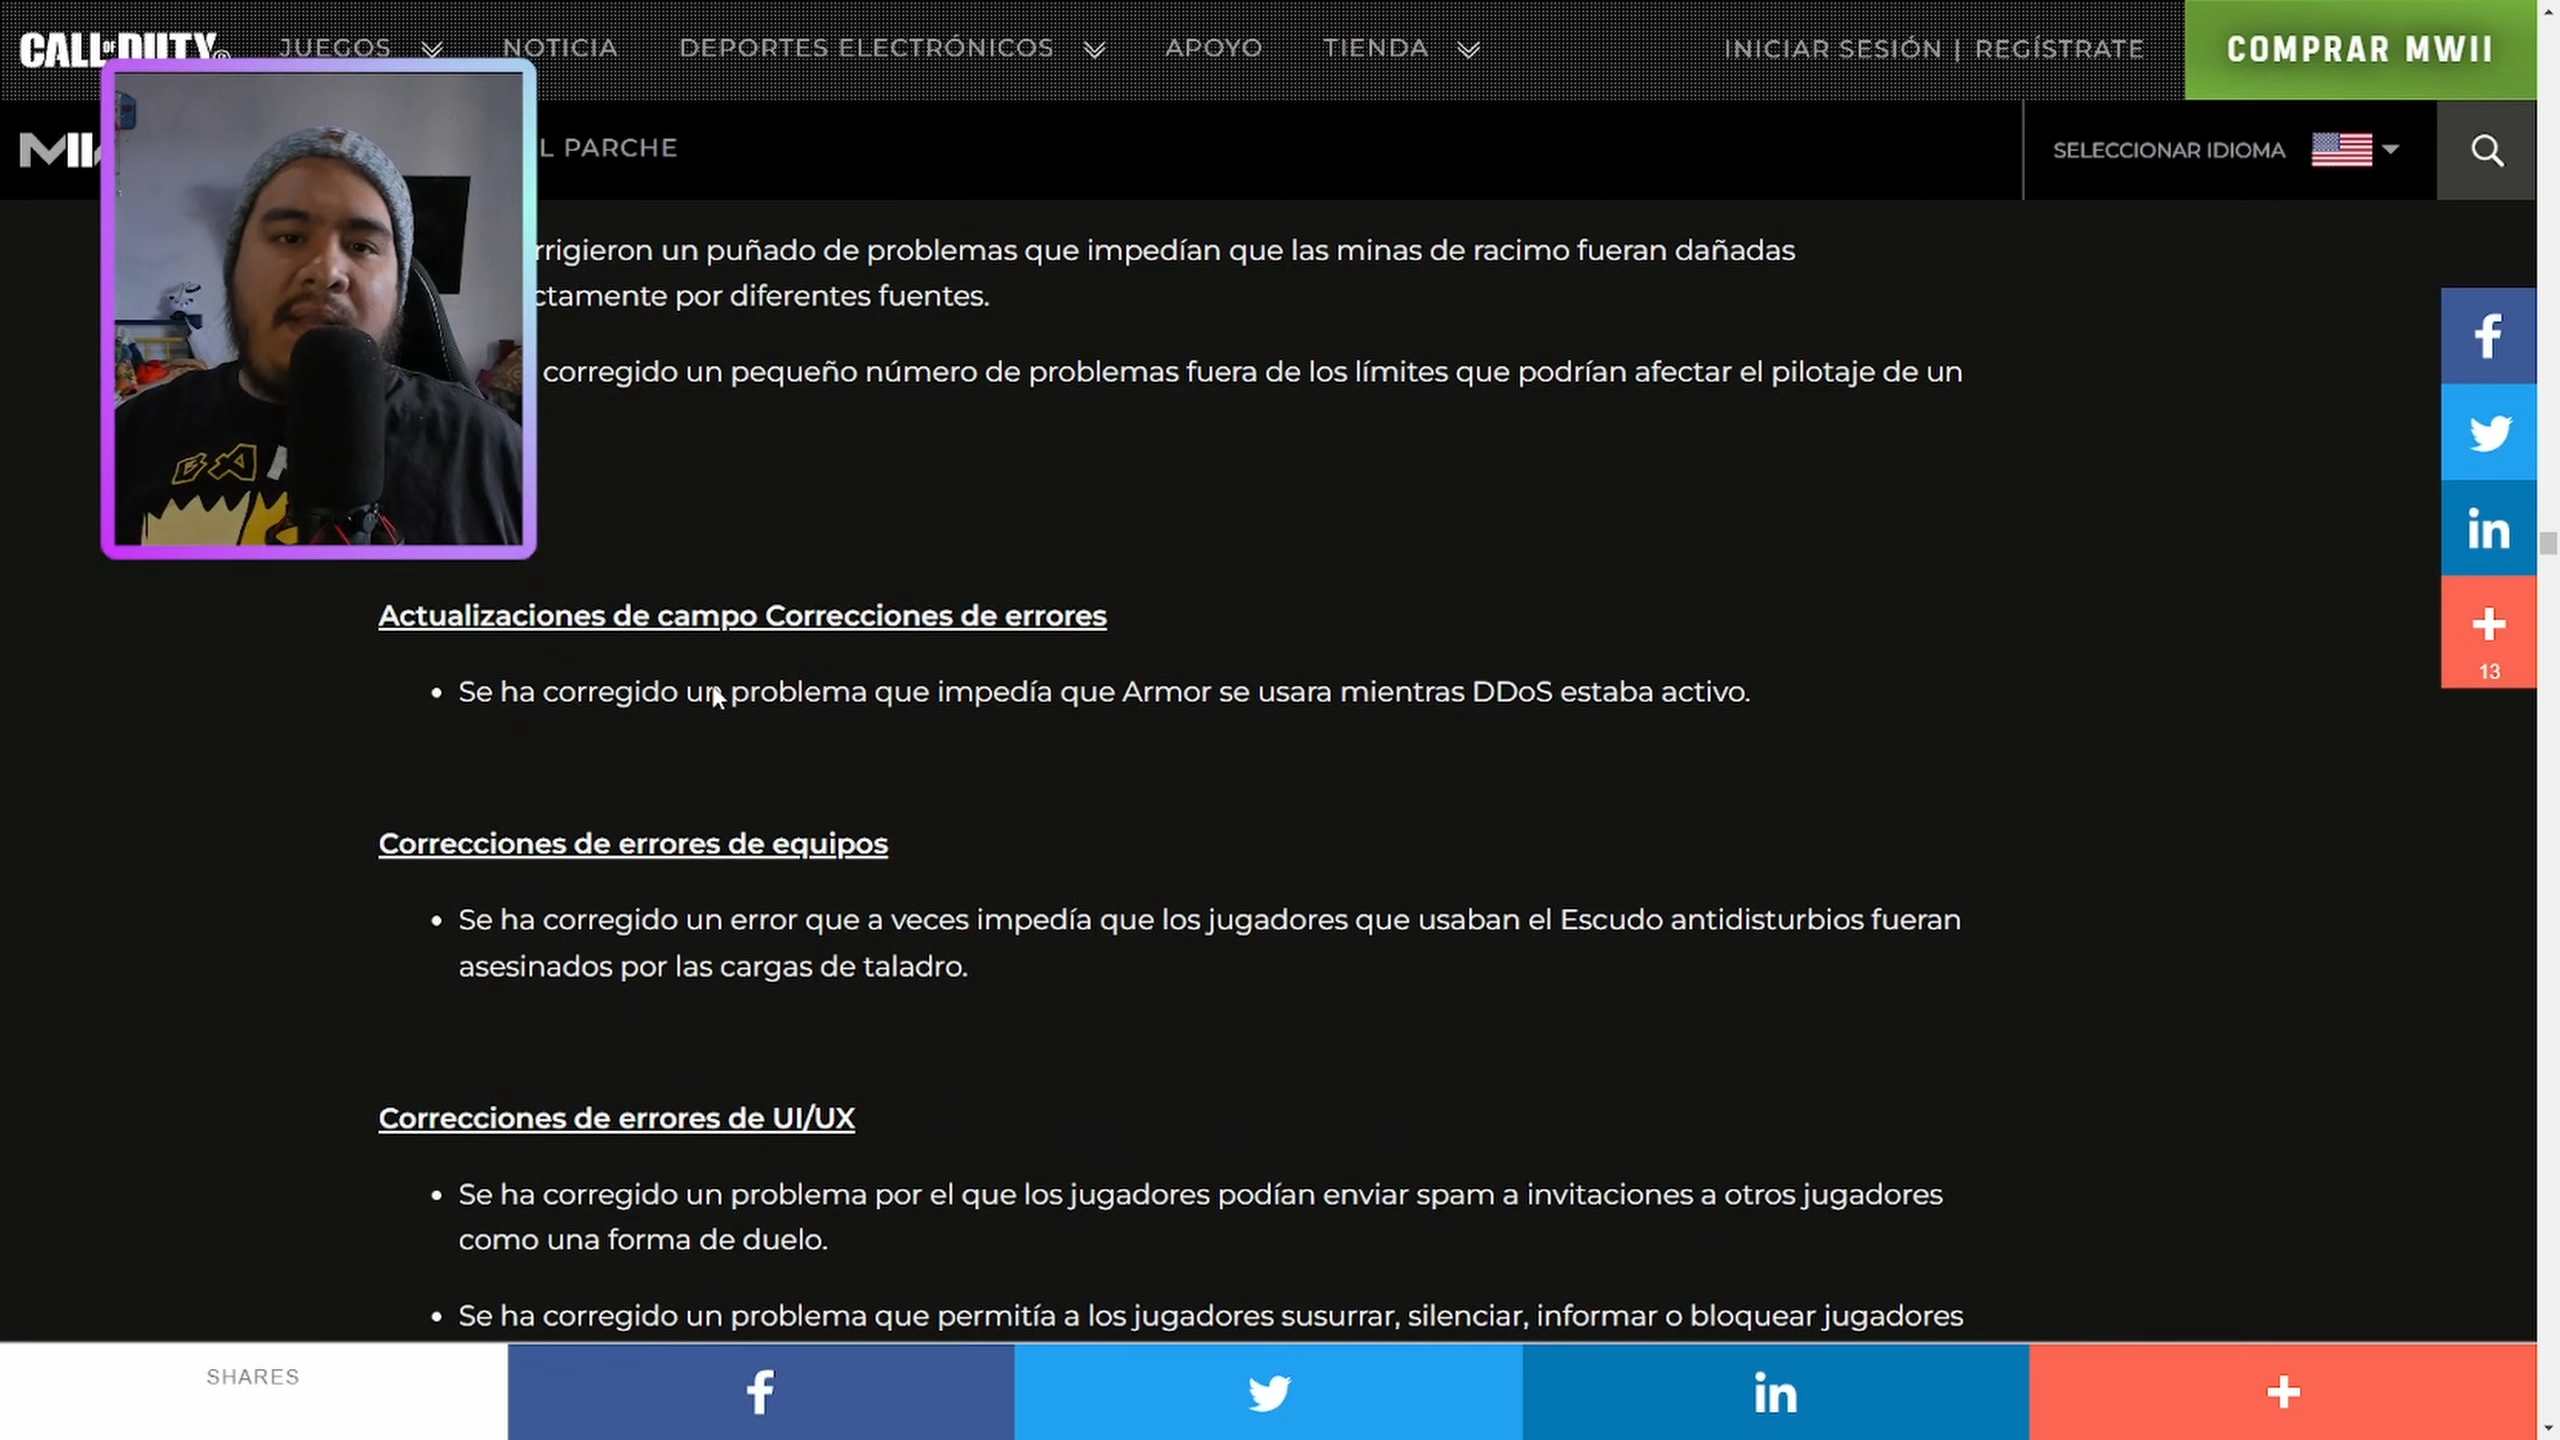 CALL OF DUTY
JUEGOS
NOTICIA
DEPORTES ELECTRÓNICOS
APOYO
TIENDA
INICIAR SESIÓN | REGÍSTRATE
COMPRAR MWII
L PARCHE
SELECCIONAR IDIOMA
rrigieron un puñado de problemas que impedían que las minas de racimo fueran dañadas
ctamente por diferentes fuentes.
corregido un pequeño número de problemas fuera de los límites que podrían afectar el pilotaje de un
Actualizaciones de campo Correcciones de errores
• Se ha corregido un problema que impedía que Armor se usara mientras DDoS estaba activo.
13
Correcciones de errores de equipos
• Se ha corregido un error que a veces impedía que los jugadores que usaban el Escudo antidisturbios fueran
asesinados por las cargas de taladro.
Correcciones de errores de UI/UX
• Se ha corregido un problema por el que los jugadores podían enviar spam a invitaciones a otros jugadores
como una forma de duelo.
• Se ha corregido un problema que permitía a los jugadores susurrar, silenciar, informar o bloquear jugadores
SHARES